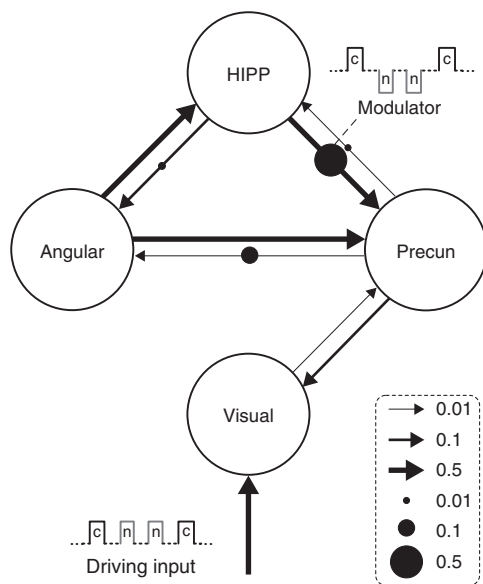 c c
n n
HIPP
Modulator
Angular
Precun
Visual
0.01
0.1
0.5
0.01
0.1
0.5
c n n c
Driving input